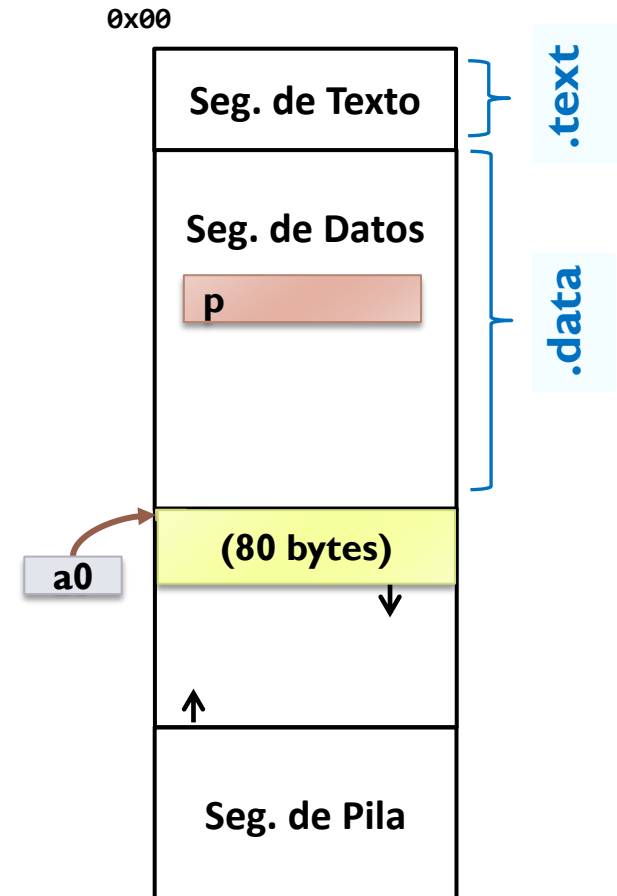 0x00
Seg. de Texto
.text
Seg. de Datos
p
.data
(80 bytes)
a0
Seg. de Pila